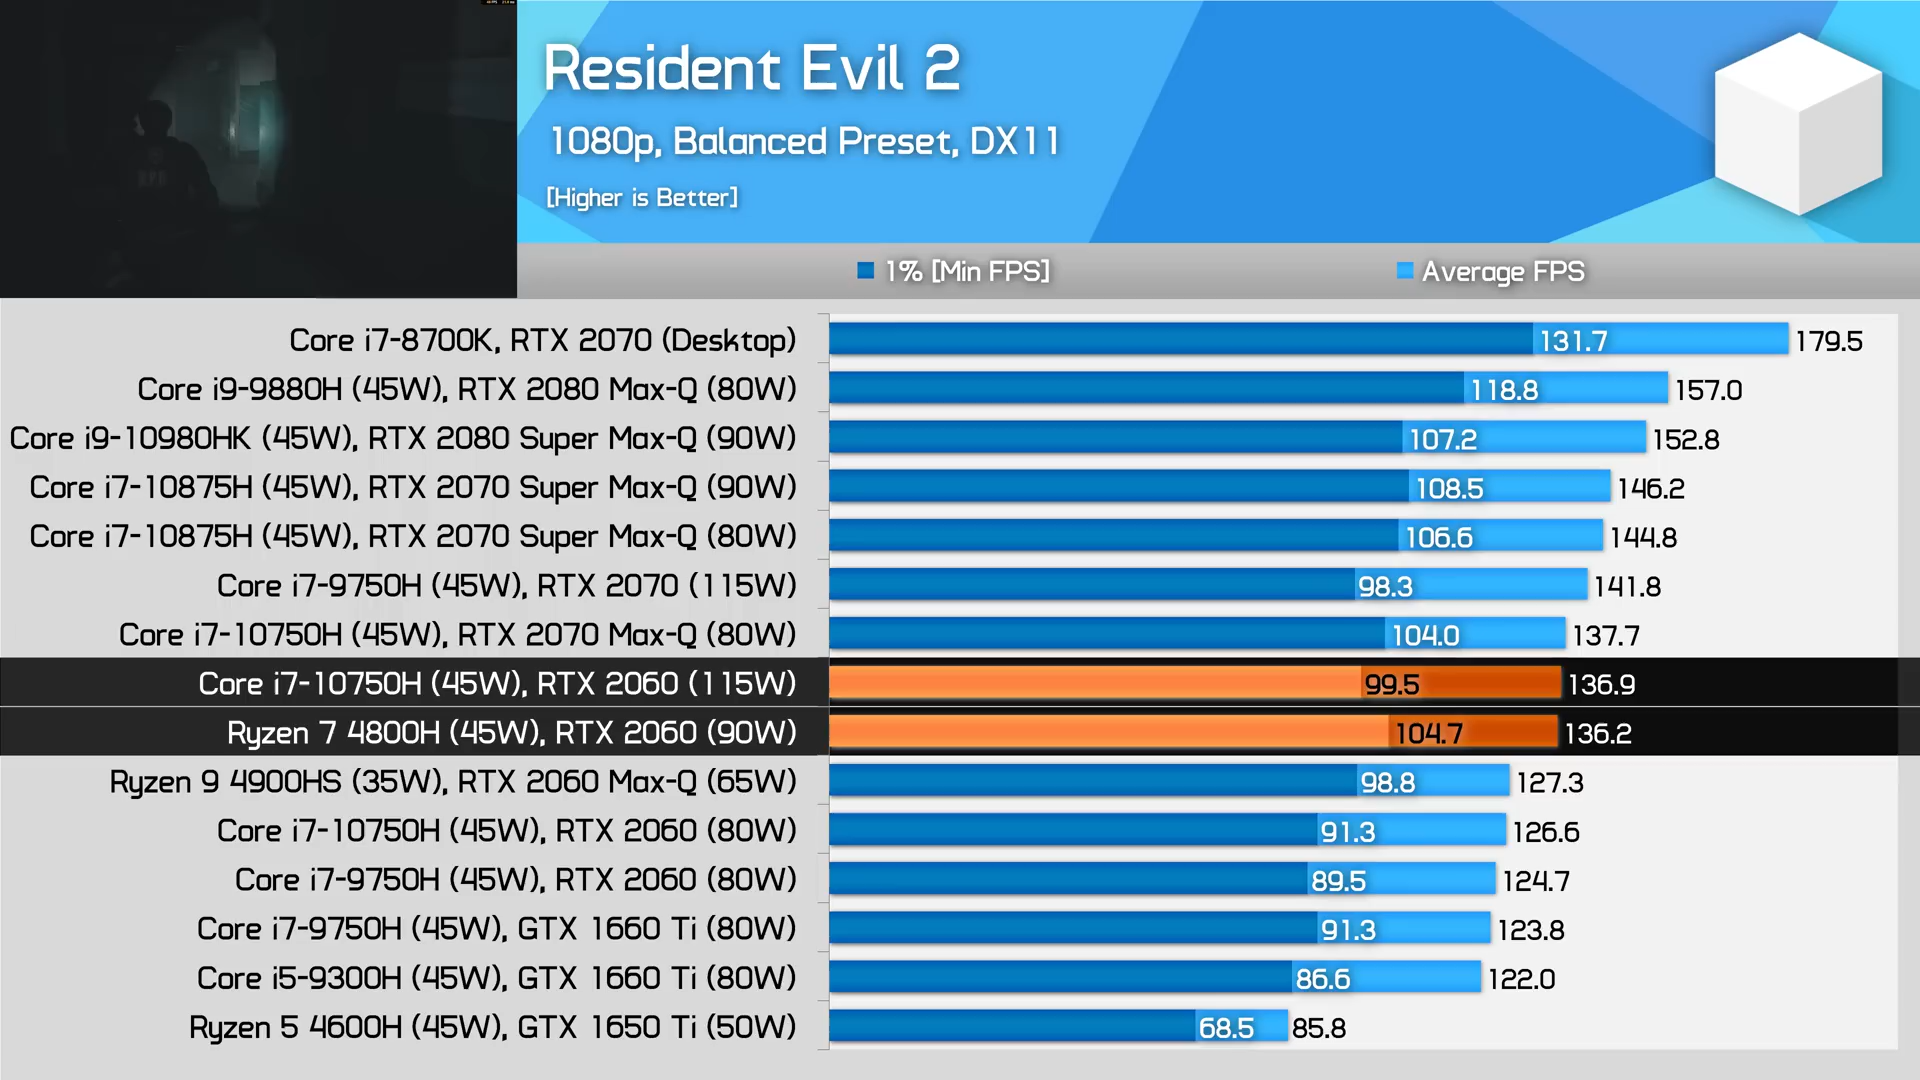 Resident Evil 2
1080p, Balanced Preset, DX11
[Higher is Better]
1% [Min FPS]
Average FPS
Core i7-8700K, RTX 2070 (Desktop) 131.7 179.5
Core i9-9880H (45W), RTX 2080 Max-Q (80W) 118.8 157.0
Core i9-10980HK (45W), RTX 2080 Super Max-Q (90W) 107.2 152.8
Core i7-10875H (45W), RTX 2070 Super Max-Q (90W) 108.5 146.2
Core i7-10875H (45W), RTX 2070 Super Max-Q (80W) 106.6 144.8
Core i7-9750H (45W), RTX 2070 (115W) 98.3 141.8
Core i7-10750H (45W), RTX 2070 Max-Q (80W) 104.0 137.7
Core i7-10750H (45W), RTX 2060 (115W) 99.5 136.9
Ryzen 7 4800H (45W), RTX 2060 (90W) 104.7 136.2
Ryzen 9 4900HS (35W), RTX 2060 Max-Q (65W) 98.8 127.3
Core i7-10750H (45W), RTX 2060 (80W) 91.3 126.6
Core i7-9750H (45W), RTX 2060 (80W) 89.5 124.7
Core i7-9750H (45W), GTX 1660 Ti (80W) 91.3 123.8
Core i5-9300H (45W), GTX 1660 Ti (80W) 86.6 122.0
Ryzen 5 4600H (45W), GTX 1650 Ti (50W) 68.5 85.8